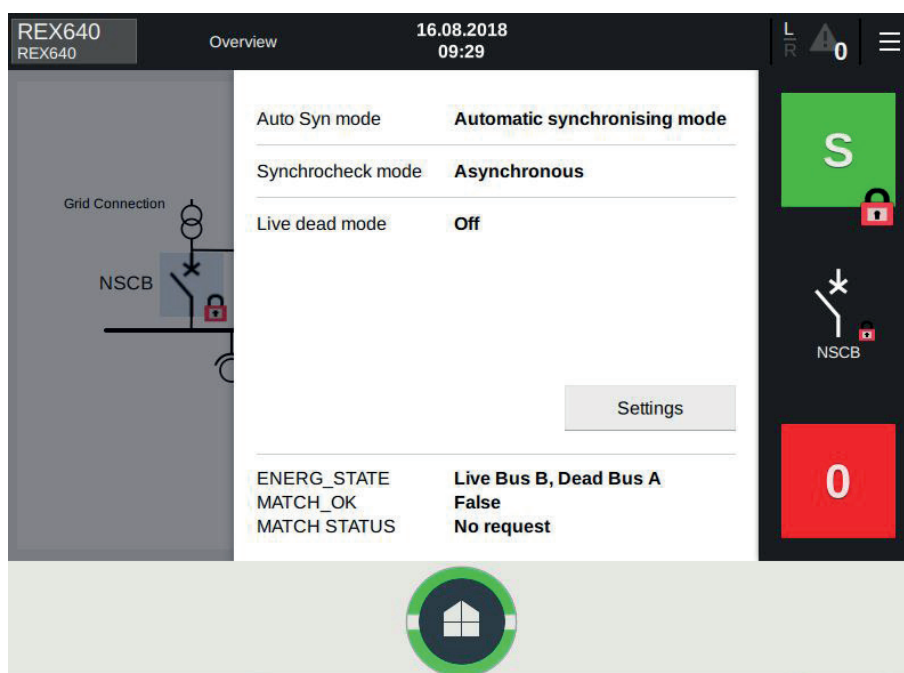 REX640
REX640
Overview
16.08.2018
09:29
L
R
0
Auto Syn mode Automatic synchronising mode
Synchrocheck mode Asynchronous
Live dead mode Off
Grid Connection
NSCB
Settings
ENERG_STATE Live Bus B, Dead Bus A
MATCH_OK False
MATCH STATUS No request
S
NSCB
0